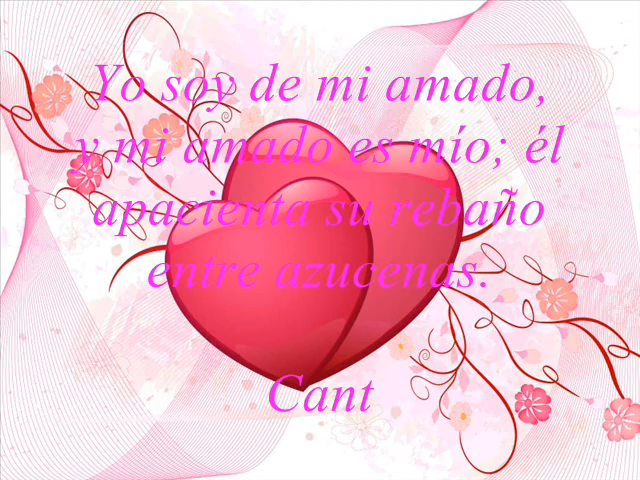 Yo soy de mi amado,
y mi amado es mío; él
apacienta su rebaño
entre azucenas.
Cant